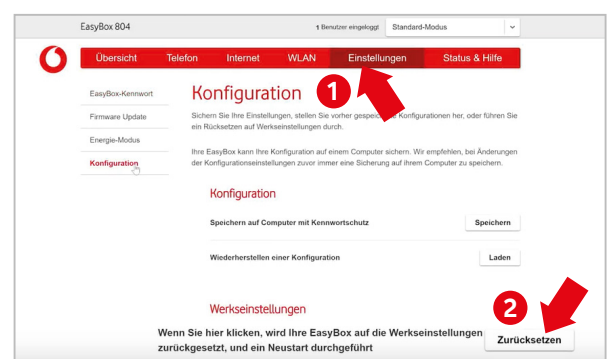 EasyBox 804
1 Benutzer eingeloggt
Standard-Modus
Übersicht Telefon Internet WLAN Einstellungen Status & Hilfe
1
EasyBox-Kennwort
Firmware Update
Energie-Modus
Konfiguration
Konfiguration
Sichern Sie Ihre Einstellungen, stellen Sie vorher gespeic Konfigurationen her, oder führen Sie
ein Rücksetzen auf Werkseinstellungen durch.
Ihre EasyBox kann Ihre Konfiguration auf einem Computer sichern. Wir empfehlen, bei Änderungen
der Konfigurationseinstellungen zuvor immer eine Sicherung auf ihrem Computer zu speichern.
Konfiguration
Speichern auf Computer mit Kennwortschutz Speichern
Wiederherstellen einer Konfiguration Laden
Werkseinstellungen
2
Wenn Sie hier klicken, wird Ihre EasyBox auf die Werkseinstellungen
zurückgesetzt, und ein Neustart durchgeführt
Zurücksetzen